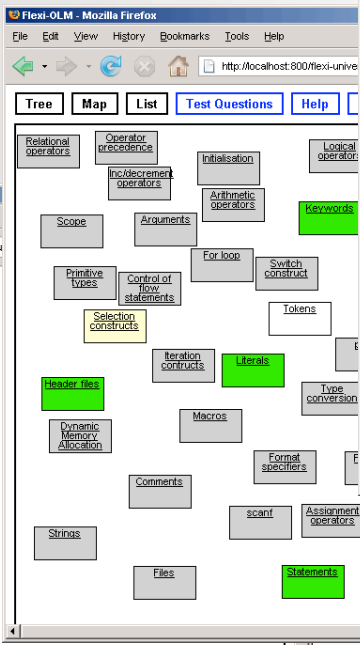 Flexi-OLM - Mozilla Firefox
File Edit View History Bookmarks Tools Help
http://localhost:800/flexi-unive
Tree Map List Test Questions Help
Relational
operators
Operator
precedence
Initialisation
Logical
operator
Inc/decrement
operators
Arithmetic
operators
Keywords
Scope
Arguments
For loop
Switch
construct
Primitive
types
Control of
flow
statements
Tokens
Selection
constructs
Iteration
contructs
Literals
Header files
Type
conversion
Macros
Dynamic
Memory
Allocation
Format
specifiers
Comments
scanf
Assignment
operators
Strings
Files
Statements